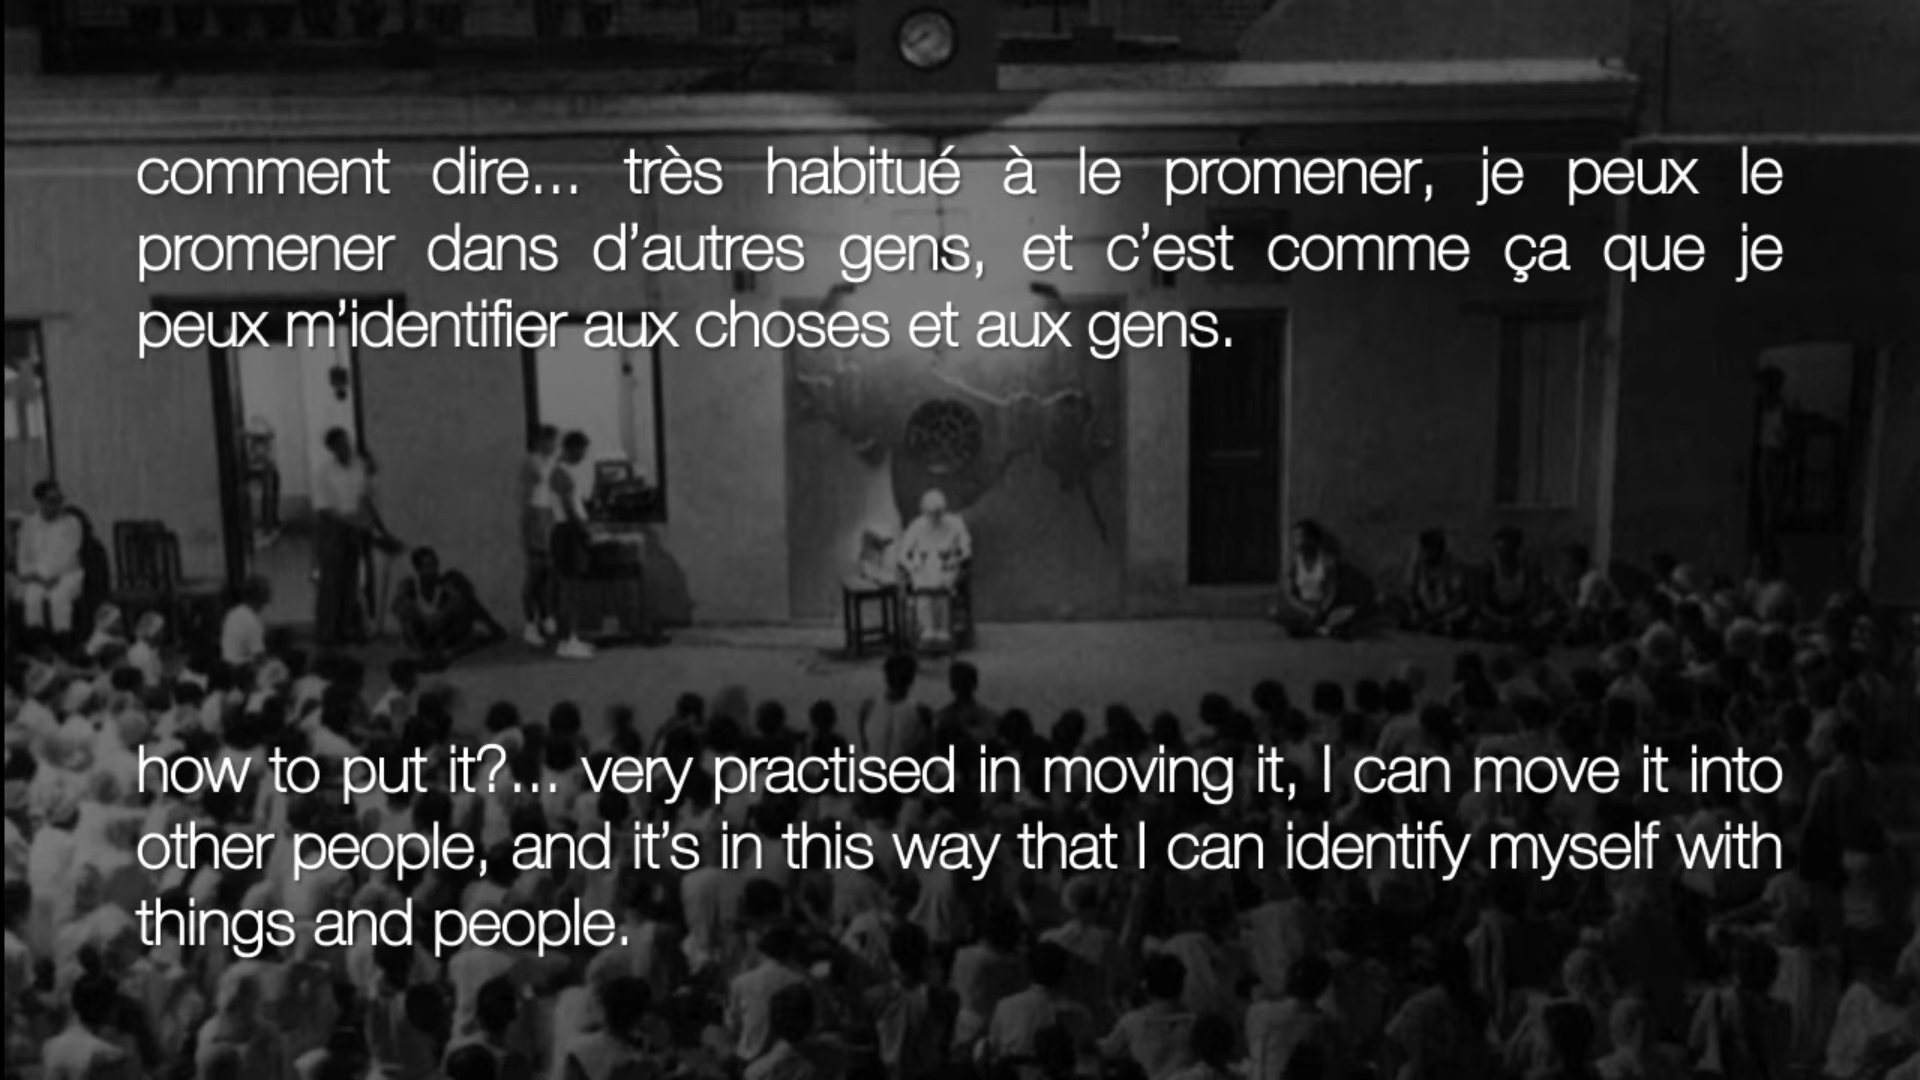 comment dire... très habitué à le promener, je peux le
promener dans d'autres gens, et c'est comme ça que je
peux m'identifier aux choses et aux gens.
how to put it?... very practised in moving it, I can move it into
other people, and it's in this way that I can identify myself with
things and people.